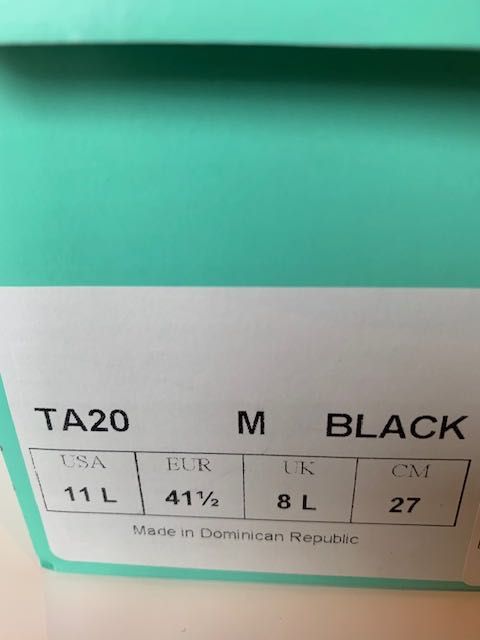 TA20 M BLACK
USA EUR UK CM
11 L 41½ 8 L 27
Made in Dominican Republic